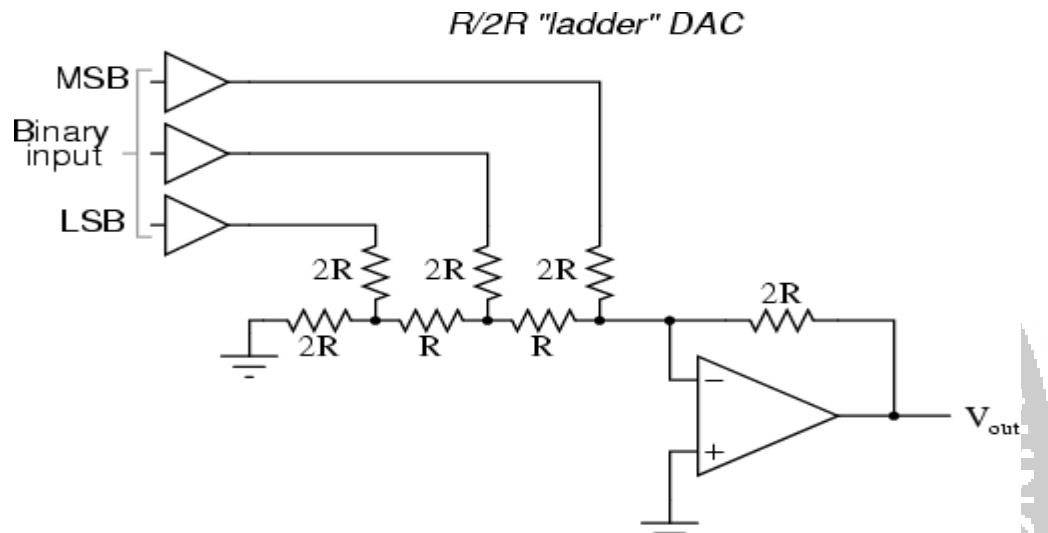 R/2R "ladder" DAC
MSB
Binary
input
LSB
2R
2R
2R
2R
2R
R
R
−
+
Vout